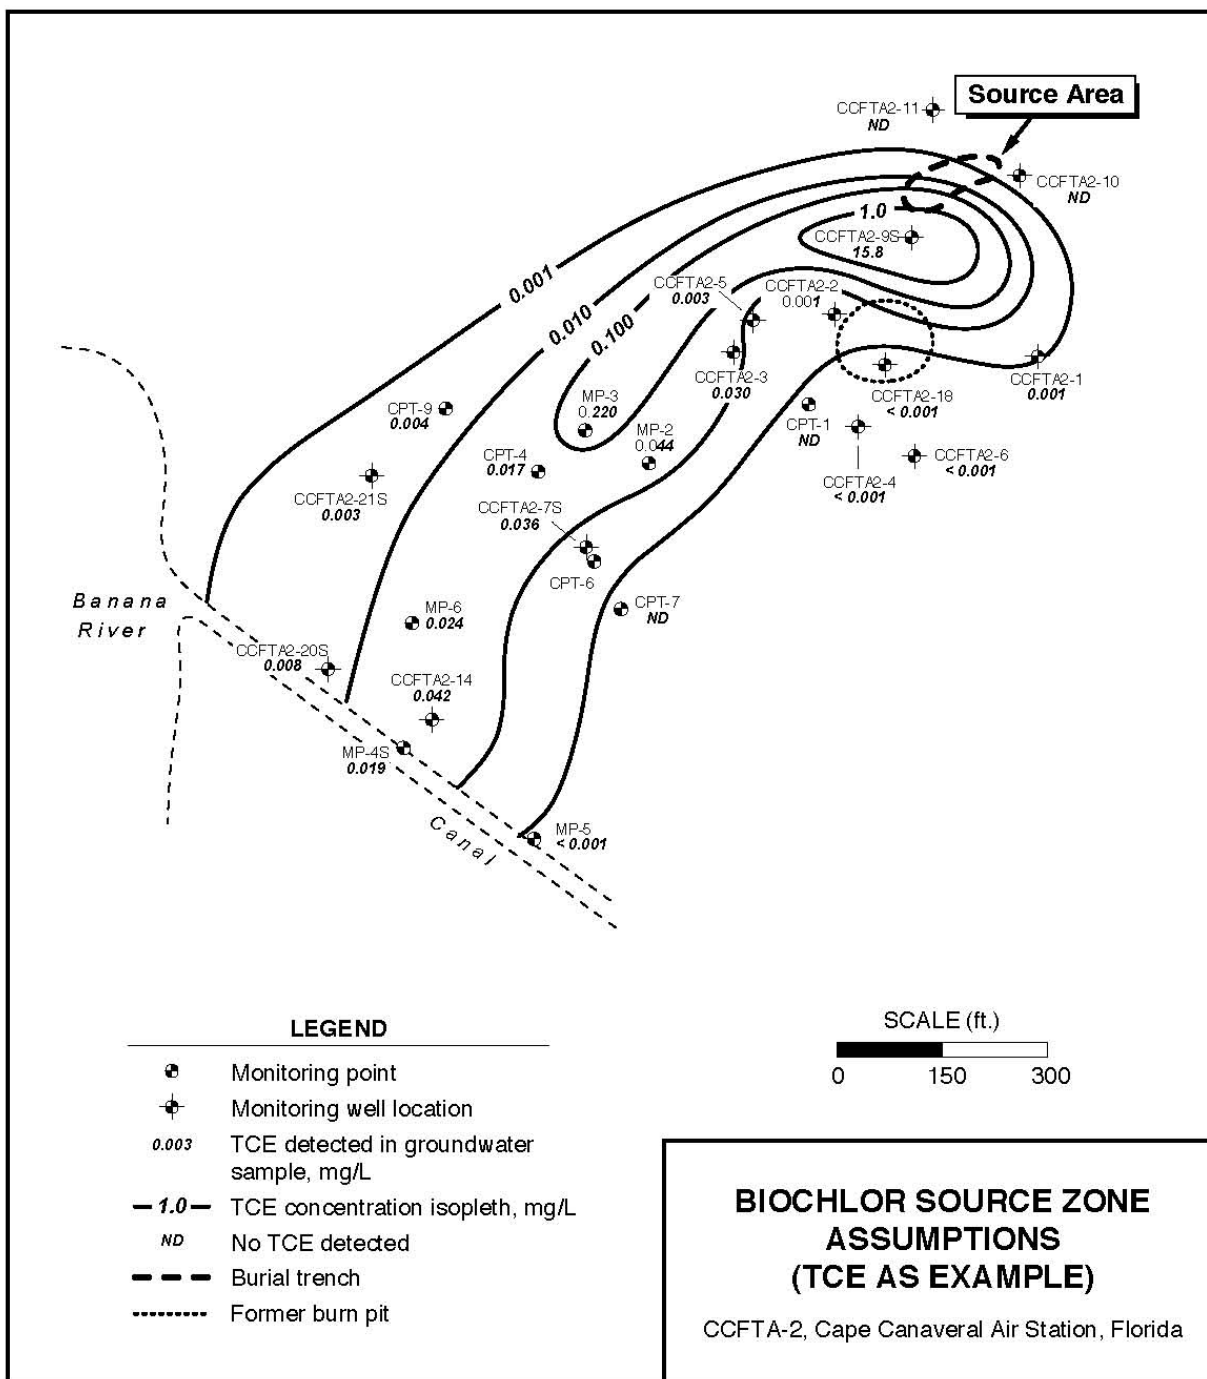 Source Area
CCFTA2-11
ND
CCFTA2-10
ND
1.0
CCFTA2-9S
15.8
0.001
CCFTA2-5
0.003
CCFTA2-2
0.001
0.010
0.100
CCFTA2-3
0.030
CCFTA2-1
0.001
CCFTA2-18
< 0.001
MP-3
0.220
CPT-9
0.004
CPT-1
ND
MP-2
0.044
CPT-4
0.017
CCFTA2-6
< 0.001
CCFTA2-4
< 0.001
CCFTA2-21S
0.003
CCFTA2-7S
0.036
CPT-6
Banana
River
MP-6
0.024
CPT-7
ND
CCFTA2-20S
0.008
CCFTA2-14
0.042
MP-4S
0.019
Canal
MP-5
< 0.001
LEGEND
Monitoring point
Monitoring well location
0.003 TCE detected in groundwater
sample, mg/L
1.0 TCE concentration isopleth, mg/L
ND No TCE detected
Burial trench
Former burn pit
SCALE (ft.)
0 150 300
BIOCHLOR SOURCE ZONE
ASSUMPTIONS
(TCE AS EXAMPLE)
CCFTA-2, Cape Canaveral Air Station, Florida